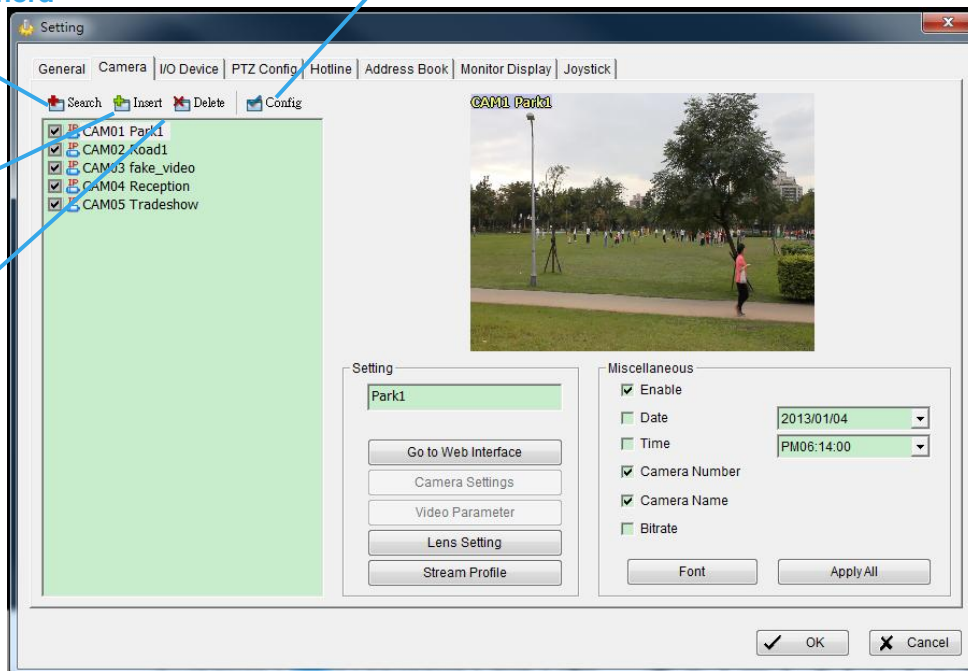 Setting
General Camera I/O Device PTZ Config Hotline Address Book Monitor Display Joystick
Search Insert Delete Config
CAM01 Park1
CAM02 Road1
CAM03 fake_video
CAM04 Reception
CAM05 Tradeshow
CAM1 Park1
Setting
Park1
Go to Web Interface
Camera Settings
Video Parameter
Lens Setting
Stream Profile
Miscellaneous
Enable
Date 2013/01/04
Time PM06:14:00
Camera Number
Camera Name
Bitrate
Font Apply All
OK Cancel